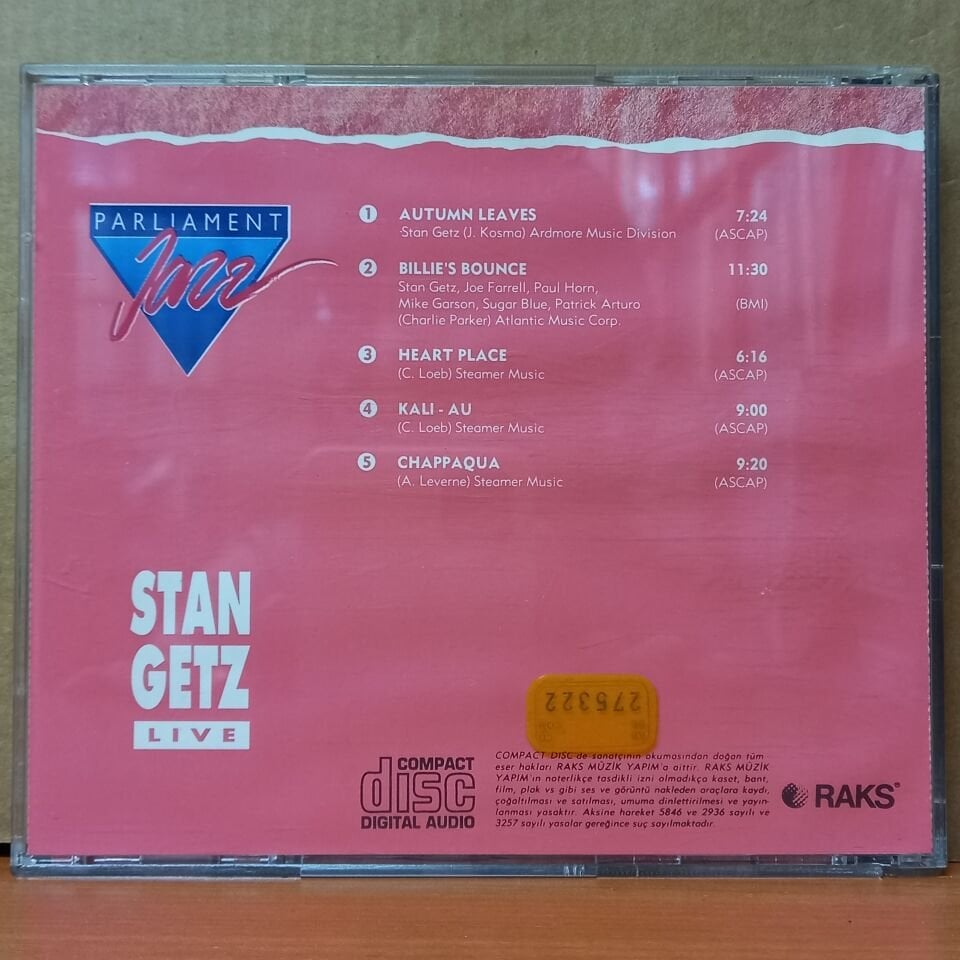 PARLIAMENT
Jazz
1 AUTUMN LEAVES 7:24
Stan Getz (J. Kosma) Ardmore Music Division (ASCAP)
2 BILLIE'S BOUNCE 11:30
Stan Getz, Joe Farrell, Paul Horn,
Mike Garson, Sugar Blue, Patrick Arturo (BMI)
(Charlie Parker) Atlantic Music Corp.
3 HEART PLACE 6:16
(C. Loeb) Steamer Music (ASCAP)
4 KALI - AU 9:00
(C. Loeb) Steamer Music (ASCAP)
5 CHAPPAQUA 9:20
(A. Leverne) Steamer Music (ASCAP)
STAN
GETZ
LIVE
275322
COMPACT
disc
DIGITAL AUDIO
COMPACT DISC'de sanatçının okumasından doğan tüm
eser hakları RAKS MÜZİK YAPIM'a aittir. RAKS MÜZİK
YAPIM'ın noterlikçe tasdikli izni olmadıkça kaset, bant,
film, plak vs gibi ses ve görüntü nakleden araçlara kaydı,
çoğaltılması ve satılması, umuma dinlettirilmesi ve yayın-
lanması yasaktır. Aksine hareket 5846 ve 2936 sayılı ve
3257 sayılı yasalar gereğince suç sayılmaktadır.
RAKS